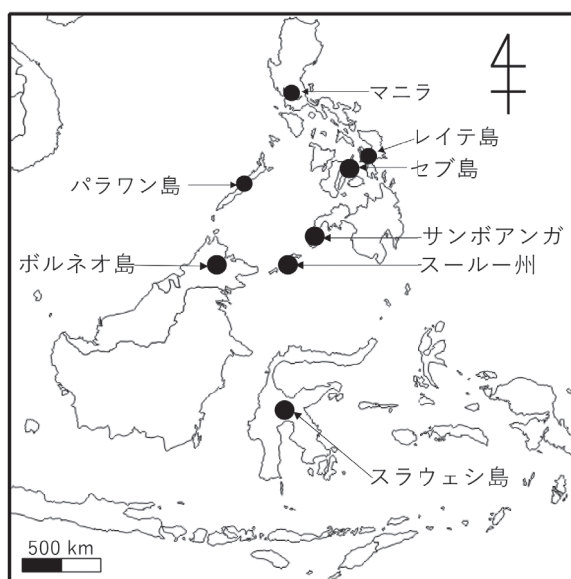 マニラ
レイテ島
セブ島
パラワン島
サンボアンガ
ボルネオ島
スールー州
スラウェシ島
500 km